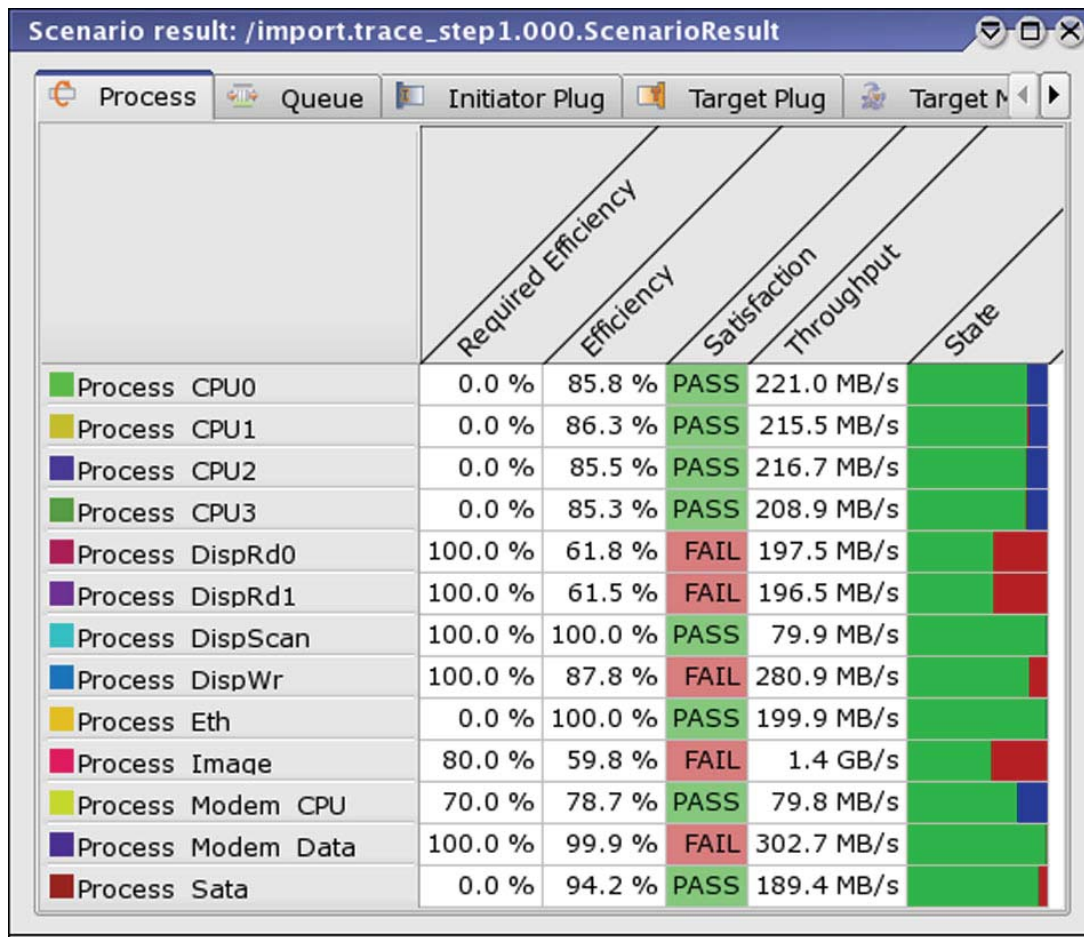 Scenario result: /import.trace_step1.000.ScenarioResult
Process Queue Initiator Plug Target Plug Target M
Required Efficiency Efficiency Satisfaction Throughput State
Process CPU0 0.0 % 85.8 % PASS 221.0 MB/s
Process CPU1 0.0 % 86.3 % PASS 215.5 MB/s
Process CPU2 0.0 % 85.5 % PASS 216.7 MB/s
Process CPU3 0.0 % 85.3 % PASS 208.9 MB/s
Process DispRd0 100.0 % 61.8 % FAIL 197.5 MB/s
Process DispRd1 100.0 % 61.5 % FAIL 196.5 MB/s
Process DispScan 100.0 % 100.0 % PASS 79.9 MB/s
Process DispWr 100.0 % 87.8 % FAIL 280.9 MB/s
Process Eth 0.0 % 100.0 % PASS 199.9 MB/s
Process Image 80.0 % 59.8 % FAIL 1.4 GB/s
Process Modem CPU 70.0 % 78.7 % PASS 79.8 MB/s
Process Modem Data 100.0 % 99.9 % FAIL 302.7 MB/s
Process Sata 0.0 % 94.2 % PASS 189.4 MB/s